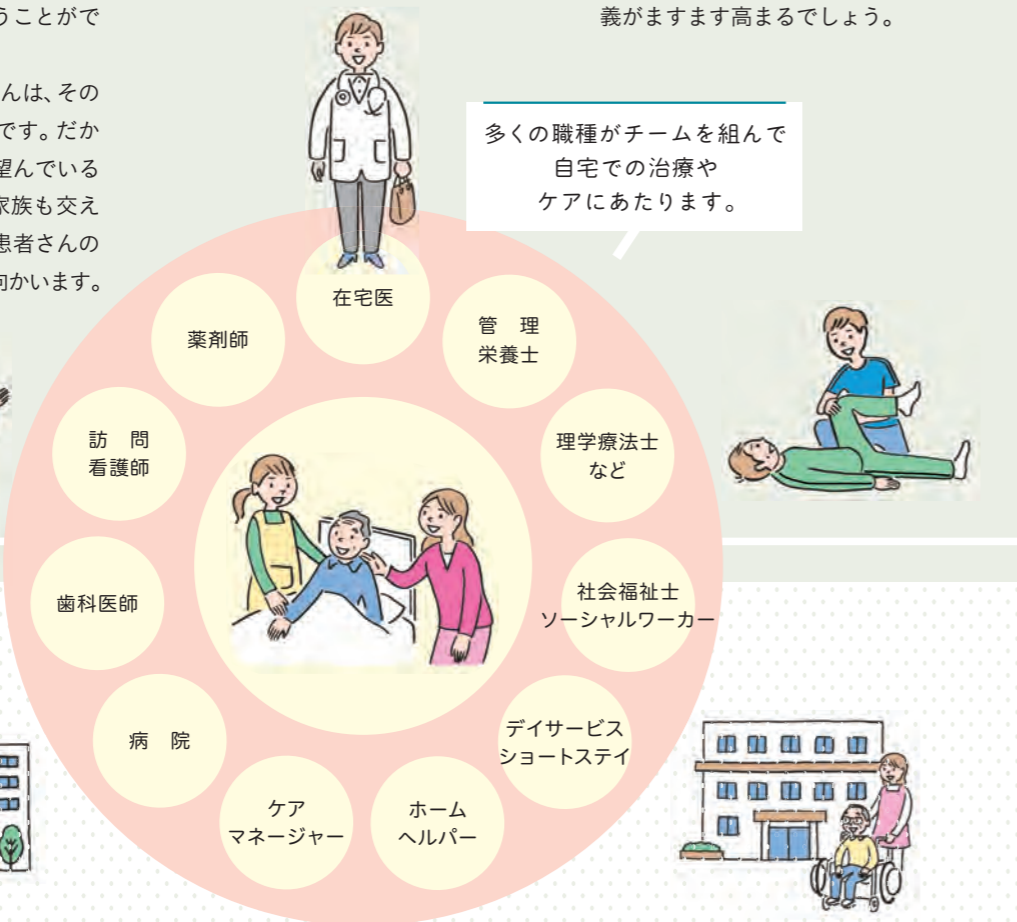 うことがで
んは、その
です。だか
望んでいる
家族も交え
患者さんの
向かいます。
義がますます高まるでしょう。
多くの職種がチームを組んで
自宅での治療や
ケアにあたります。
在宅医
管 理
栄養士
理学療法士
など
社会福祉士
ソーシャルワーカー
デイサービス
ショートステイ
ホーム
ヘルパー
ケア
マネージャー
病 院
歯科医師
訪 問
看護師
薬剤師